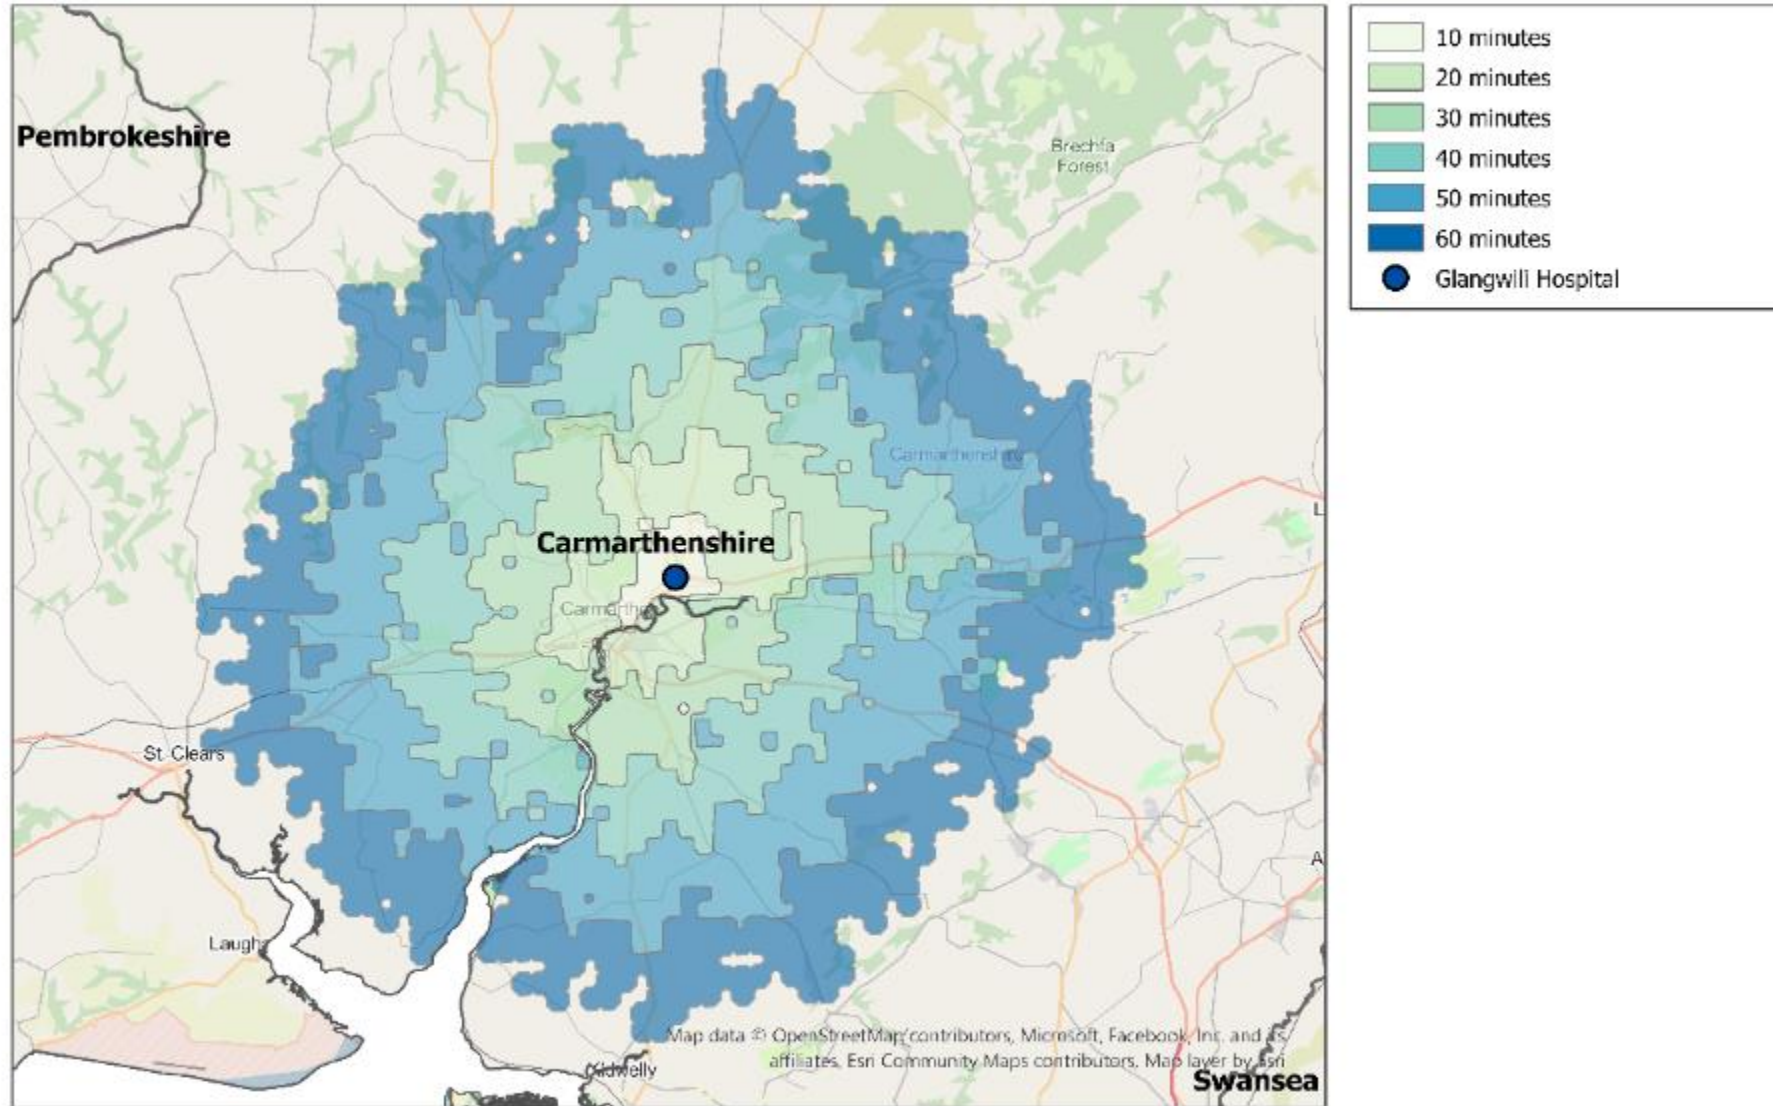 Pembrokeshire
Brechfa
Forest
Carmarthenshire
Carmarthenshire
St. Clears
Map data © OpenStreetMap contributors, Microsoft, Facebook, Inc. and its
affiliates, Esri Community Maps contributors. Map layer by Esri
Kidwelly
Swansea
L
A
10 minutes
20 minutes
30 minutes
40 minutes
50 minutes
60 minutes
Glangwili Hospital